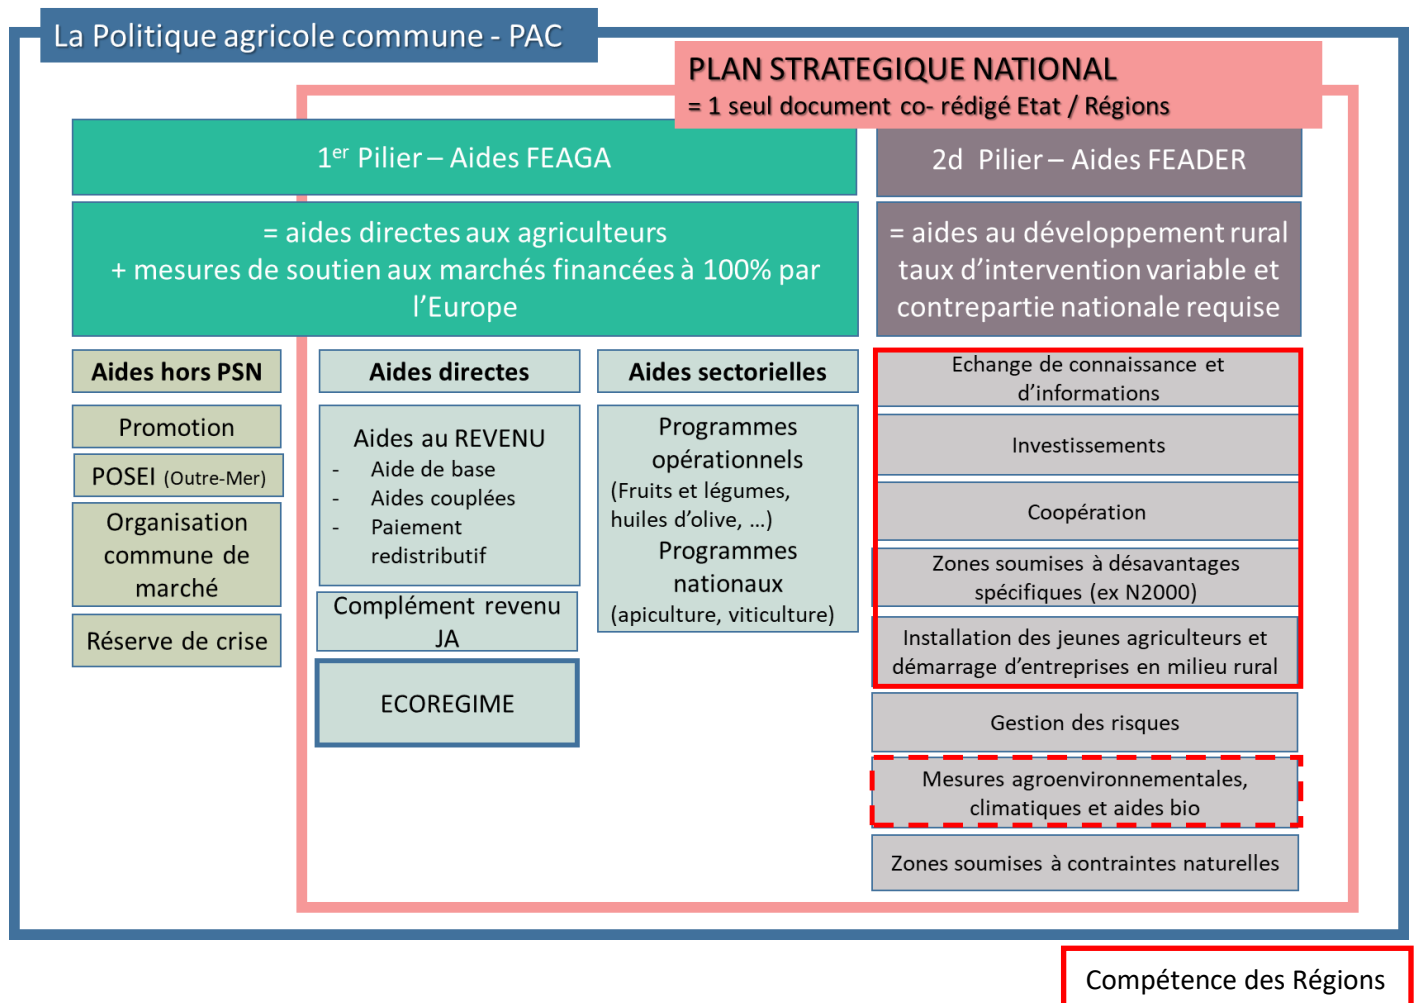 La Politique agricole commune - PAC
PLAN STRATEGIQUE NATIONAL
= 1 seul document co- rédigé Etat / Régions
1er Pilier – Aides FEAGA
2d Pilier – Aides FEADER
= aides directes aux agriculteurs
+ mesures de soutien aux marchés financées à 100% par
l’Europe
= aides au développement rural
taux d’intervention variable et
contrepartie nationale requise
Aides hors PSN
Promotion
POSEI (Outre-Mer)
Organisation
commune de
marché
Réserve de crise
Aides directes
Aides au REVENU
- Aide de base
- Aides couplées
- Paiement
redistributif
Complément revenu
JA
ECOREGIME
Aides sectorielles
Programmes
opérationnels
(Fruits et légumes,
huiles d’olive, …)
Programmes
nationaux
(apiculture, viticulture)
Echange de connaissance et
d’informations
Investissements
Coopération
Zones soumises à désavantages
spécifiques (ex N2000)
Installation des jeunes agriculteurs et
démarrage d’entreprises en milieu rural
Gestion des risques
Mesures agroenvironnementales,
climatiques et aides bio
Zones soumises à contraintes naturelles
Compétence des Régions